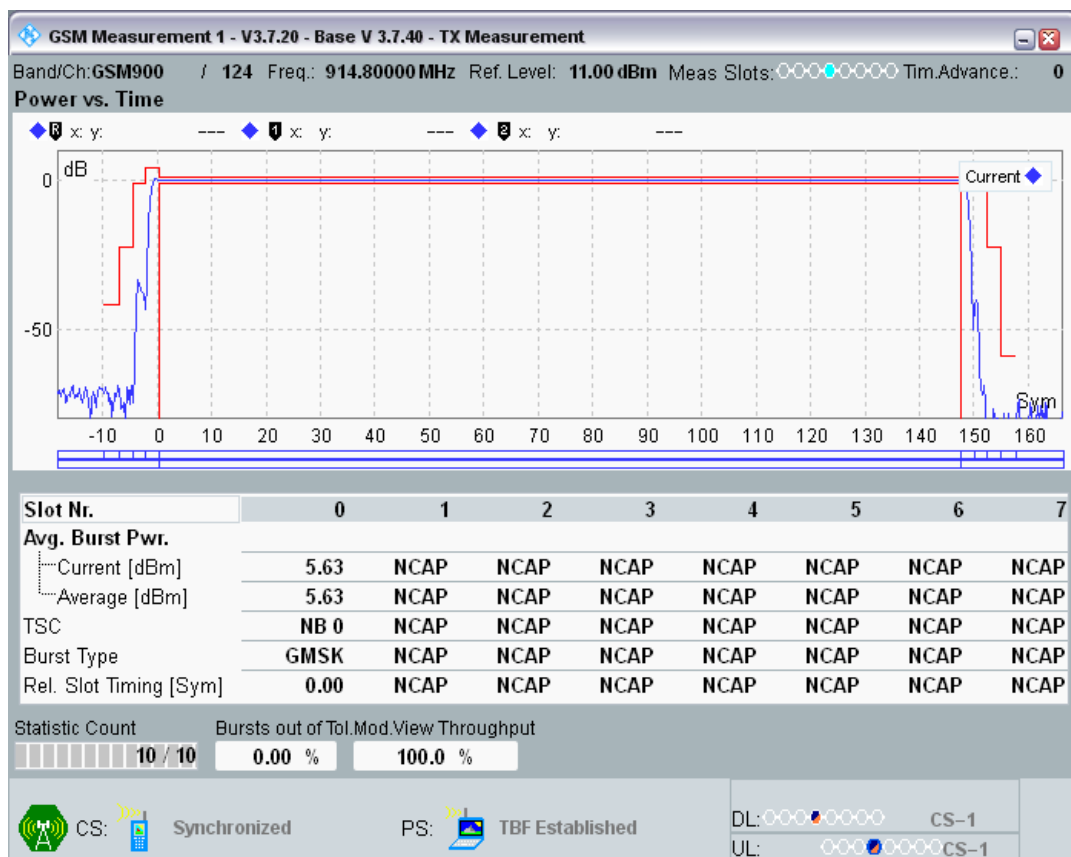 GSM Measurement 1 - V3.7.20 - Base V 3.7.40 - TX Measurement
Band/Ch:GSM900 / 124 Freq.: 914.80000 MHz Ref. Level: 11.00 dBm Meas Slots: Tim.Advance.: 0
Power vs. Time
R x: y: --- 1 x: y: --- 2 x: y: ---
dB
0
Current
-50
Sym
-10 0 10 20 30 40 50 60 70 80 90 100 110 120 130 140 150 160
Slot Nr. 0 1 2 3 4 5 6 7
Avg. Burst Pwr.
Current [dBm] 5.63 NCAP NCAP NCAP NCAP NCAP NCAP NCAP
Average [dBm] 5.63 NCAP NCAP NCAP NCAP NCAP NCAP NCAP
TSC NB 0 NCAP NCAP NCAP NCAP NCAP NCAP NCAP
Burst Type GMSK NCAP NCAP NCAP NCAP NCAP NCAP NCAP
Rel. Slot Timing [Sym] 0.00 NCAP NCAP NCAP NCAP NCAP NCAP NCAP
Statistic Count Bursts out of Tol.Mod.View Throughput
10 / 10 0.00 % 100.0 %
CS: Synchronized PS: TBF Established
DL: CS-1
UL: CS-1